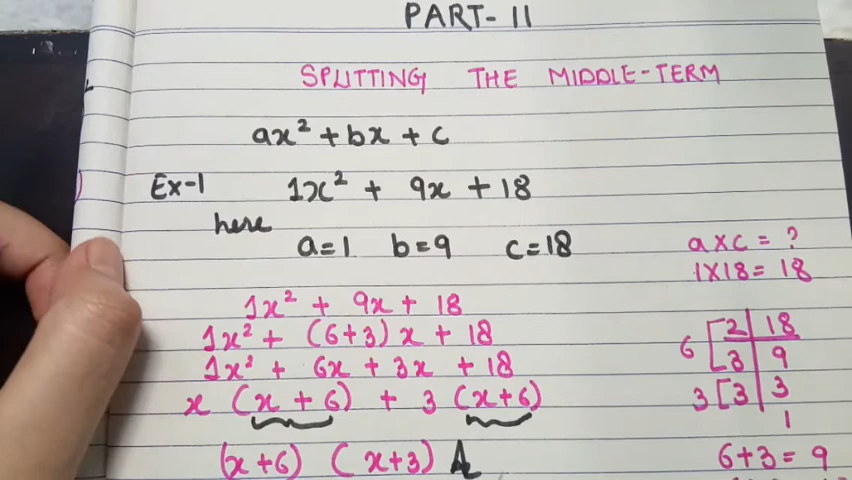 PART-II
SPLITTING THE MIDDLE-TERM
ax² + bx + c
Ex-1 1x² + 9x + 18
here
a=1 b=9 c=18
a×c = ?
1×18 = 18
1x² + 9x + 18
1x² + (6+3)x + 18
1x² + 6x + 3x + 18
x (x+6) + 3 (x+6)
(x+6) (x+3)
2 | 18
6 [3 | 9
3 [3 | 3
1
6+3 = 9